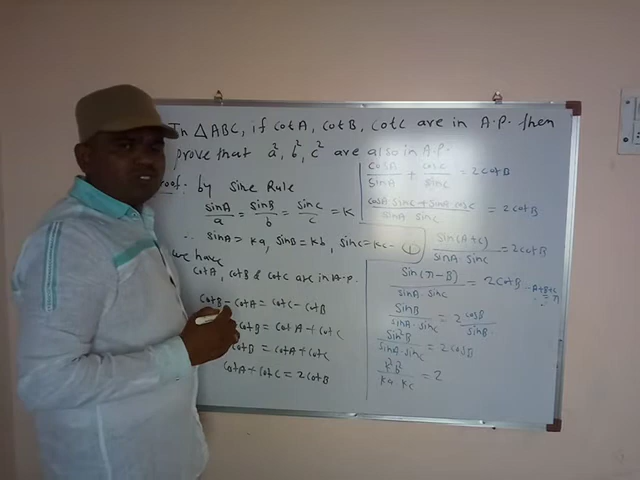 In △ABC, if cotA, cotB, cotC are in A.P. then
prove that a², b², c² are also in A.P.
Proof: by Sine Rule
sinA/a = sinB/b = sinC/c = K
∴ sinA = Ka, sinB = Kb, sinC = Kc - ①
we have
cotA, cotB & cotC are in A.P.
cotB - cotA = cotC - cotB
cotB = cotA + cotC
cotB = cotA + cotC
cotA + cotC = 2cotB
cosA/sinA + cosC/sinC = 2cotB
cosA sinC + sinA cosC/sinA sinC = 2cotB
sin(A+C)/sinA·sinC = 2cotB
sin(π-B)/sinA·sinC = 2cotB ... A+B+C = π
sinB/sinA·sinC = 2 cosB/sinB
sin²B/sinA·sinC = 2cosB
K²B²/Ka Kc = 2